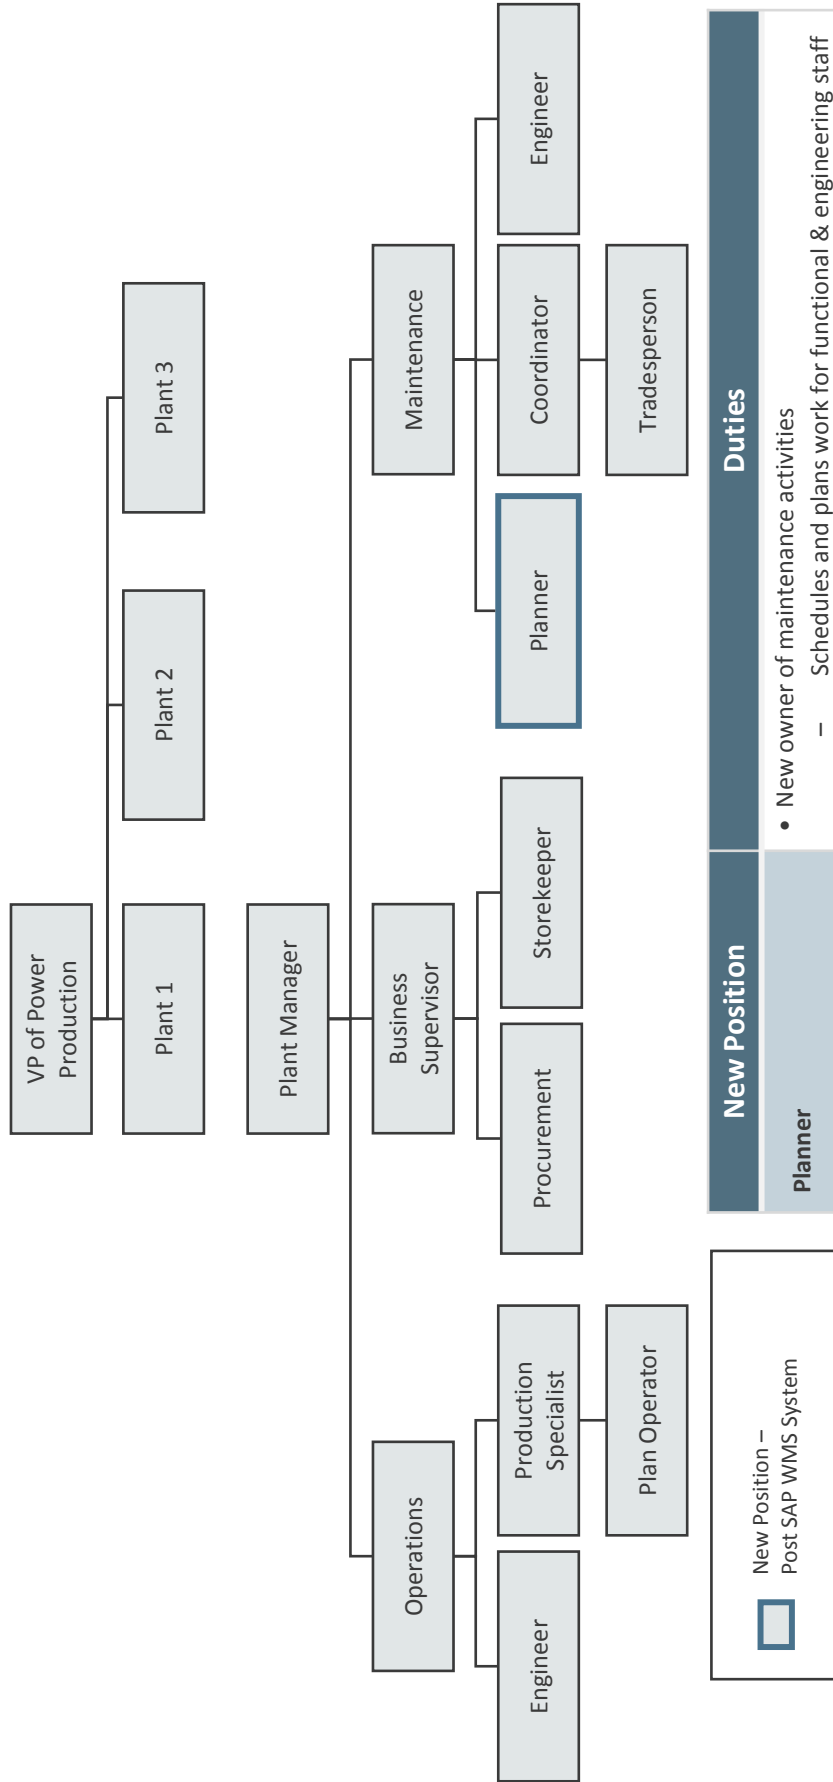 VP of Power
Production
Plant 1
Plant 2
Plant 3
Plant Manager
Operations
Business
Supervisor
Maintenance
Engineer
Production
Specialist
Procurement
Storekeeper
Planner
Coordinator
Engineer
Plan Operator
Tradesperson
New Position –
Post SAP WMS System
New Position
Duties
Planner
• New owner of maintenance activities
– Schedules and plans work for functional & engineering staff